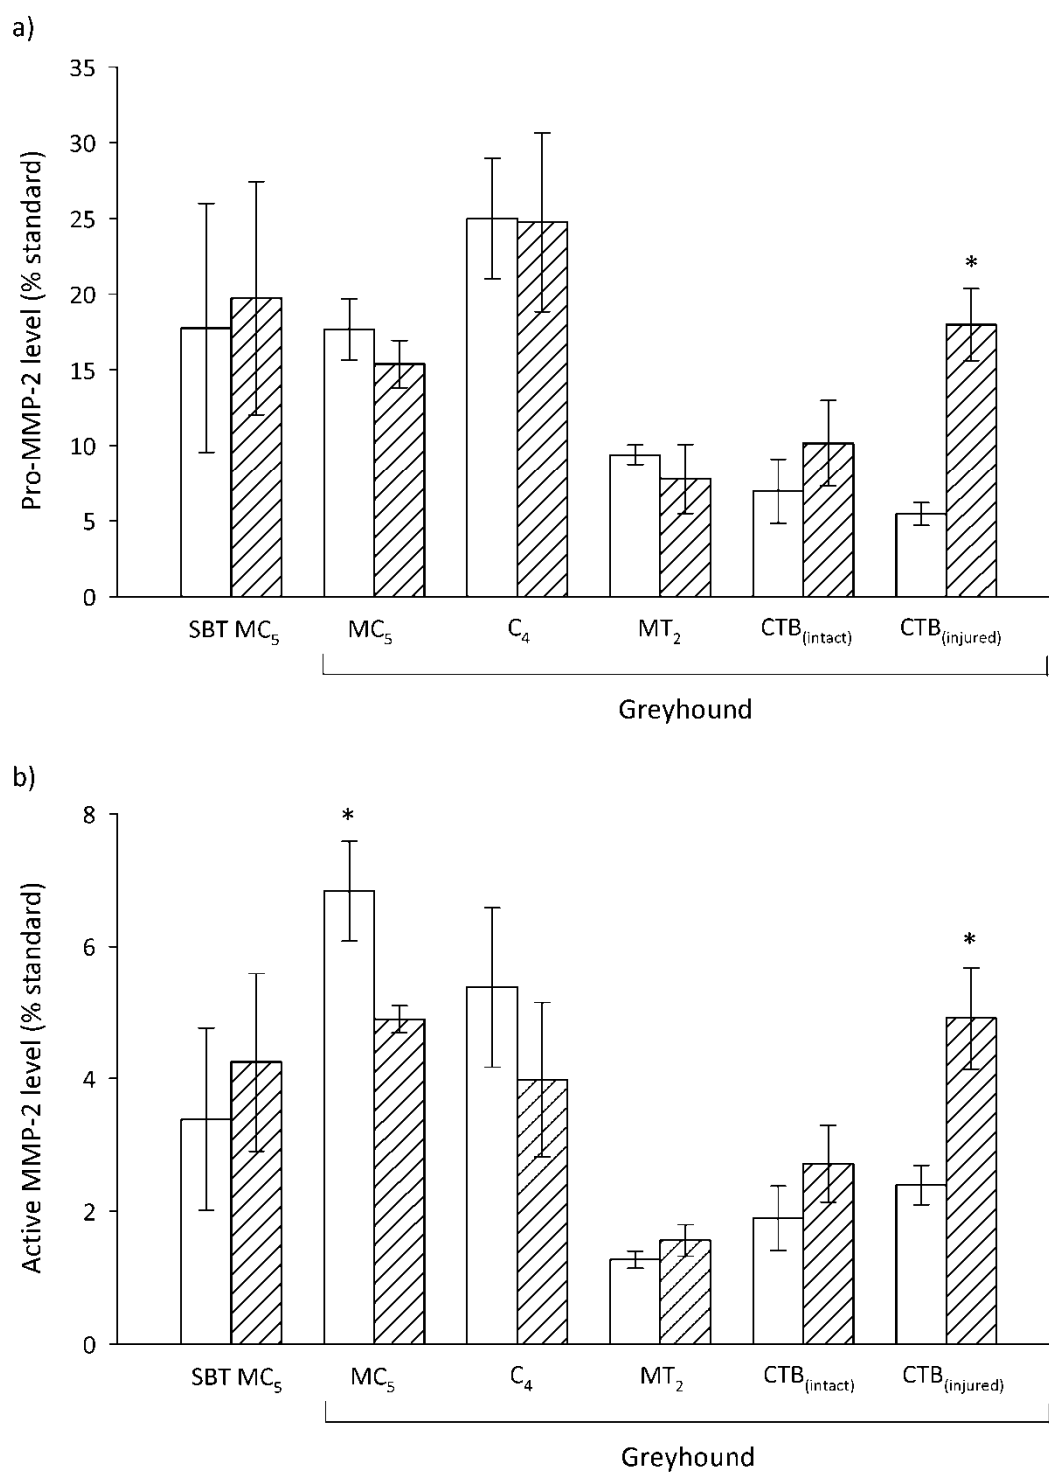 a)
Pro-MMP-2 level (% standard)
35
30
25
20
15
10
5
0
*
SBT MC₅ MC₅ C₄ MT₂ CTB₍intact₎ CTB₍injured₎
Greyhound
b)
Active MMP-2 level (% standard)
8
6
4
2
0
*
*
SBT MC₅ MC₅ C₄ MT₂ CTB₍intact₎ CTB₍injured₎
Greyhound